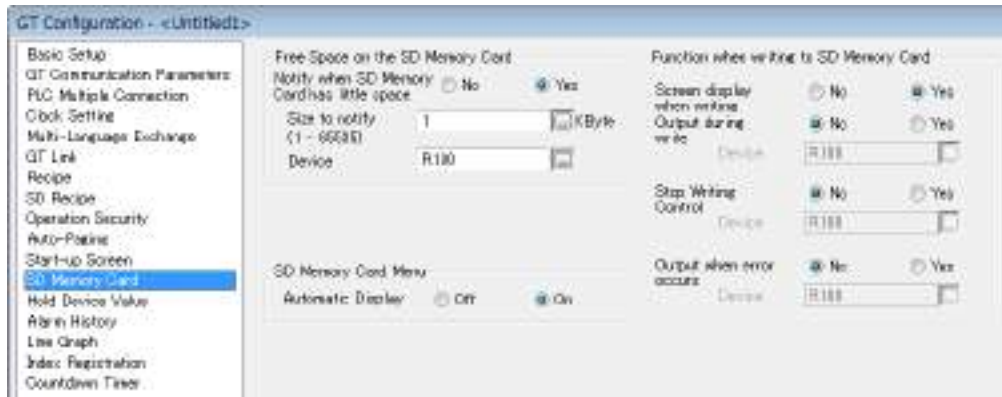 GT Configuration - <Untitled1>
Basic Setup
GT Communication Parameters
PLC Multiple Connection
Clock Setting
Multi-Language Exchange
GT Link
Recipe
SD Recipe
Operation Security
Auto-Paging
Start-up Screen
SD Memory Card
Hold Device Value
Alarm History
Line Graph
Index Registration
Countdown Timer
Free Space on the SD Memory Card
Notify when SD Memory Card has little space No Yes
Size to notify 1 ... KByte
(1 - 65535)
Device R100 ...
SD Memory Card Menu
Automatic Display Off On
Function when writing to SD Memory Card
Screen display when writing No Yes
Output during write No Yes
Device R100
Stop Writing Control No Yes
Device R100
Output when error occurs No Yes
Device R100